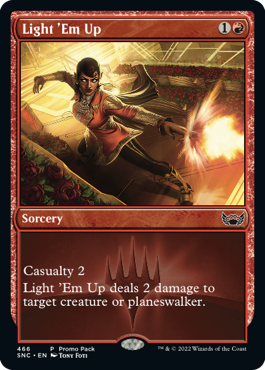 Light 'Em Up 1
Sorcery
Casualty 2
Light 'Em Up deals 2 damage to
target creature or planeswalker.
466 P Promo Pack
SNC • EN Tony Foti ™ & © 2022 Wizards of the Coast